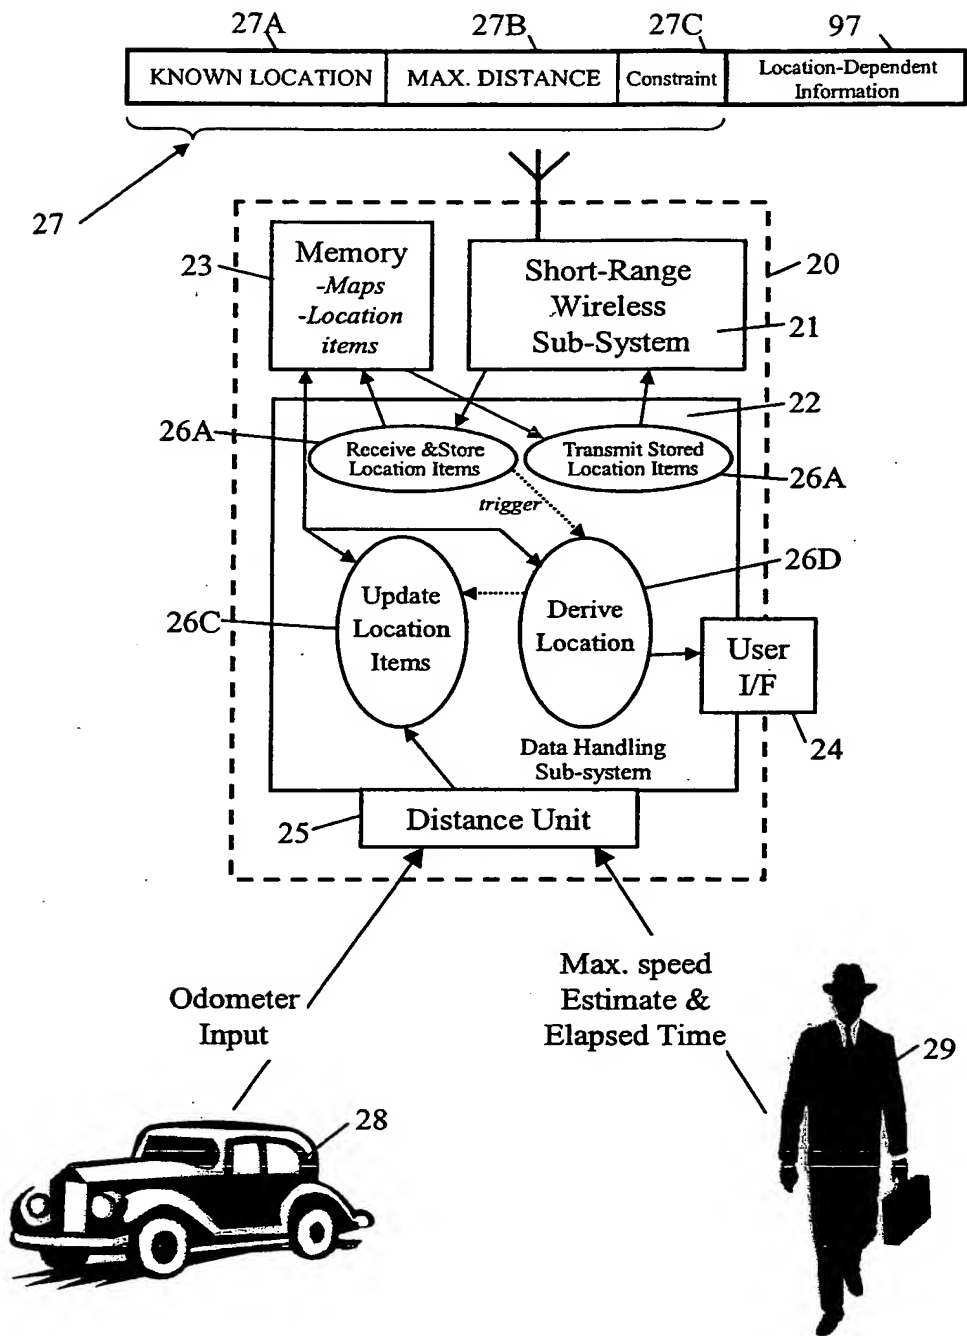 27A 27B 27C 97
KNOWN LOCATION MAX. DISTANCE Constraint Location-Dependent
Information
27
Memory
-Maps
-Location
items
23
Short-Range
Wireless
Sub-System
20
21
22
26A
Receive &Store
Location Items
Transmit Stored
Location Items
26A
trigger
26D
Update
Location
Items
26C
Derive
Location
User
I/F
24
Data Handling
Sub-system
25
Distance Unit
Odometer
Input
Max. speed
Estimate &
Elapsed Time
29
28